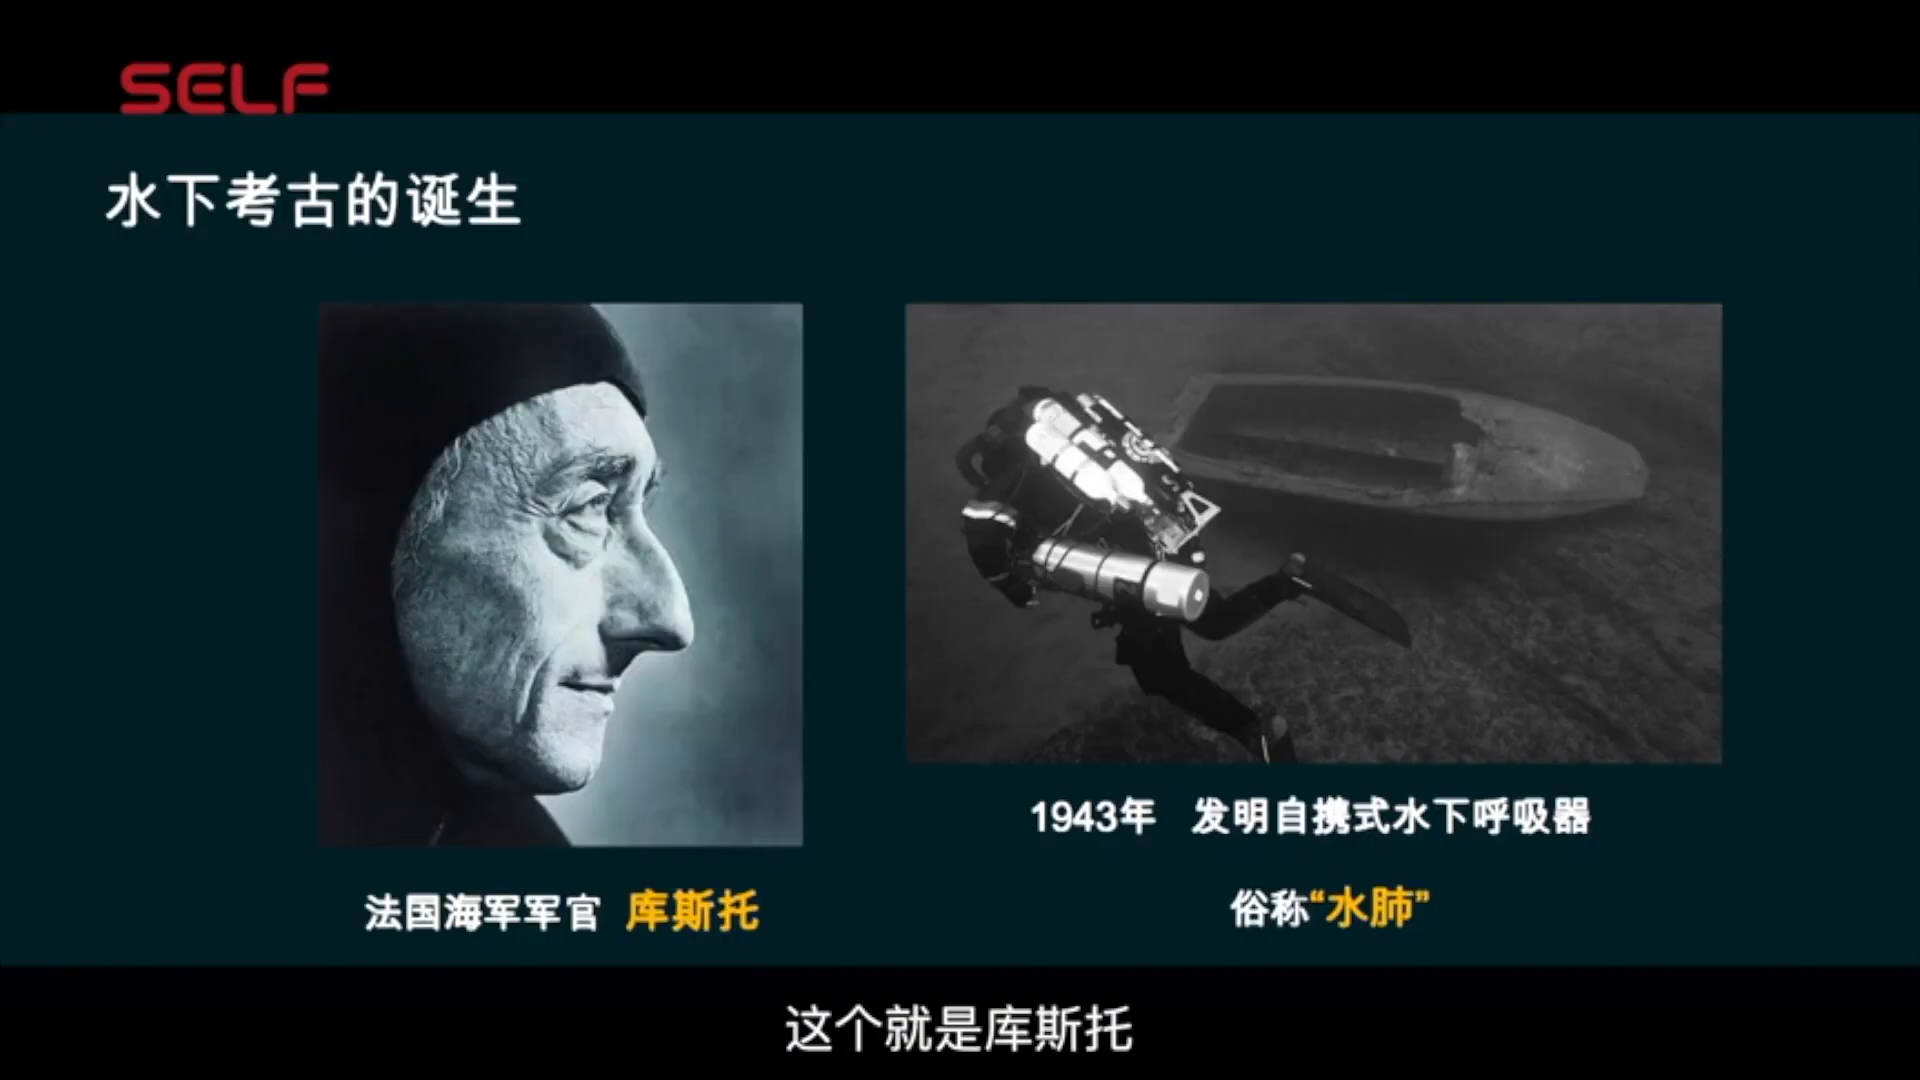 SELF
水下考古的诞生
1943年 发明自携式水下呼吸器
法国海军军官 库斯托
俗称“水肺”
这个就是库斯托